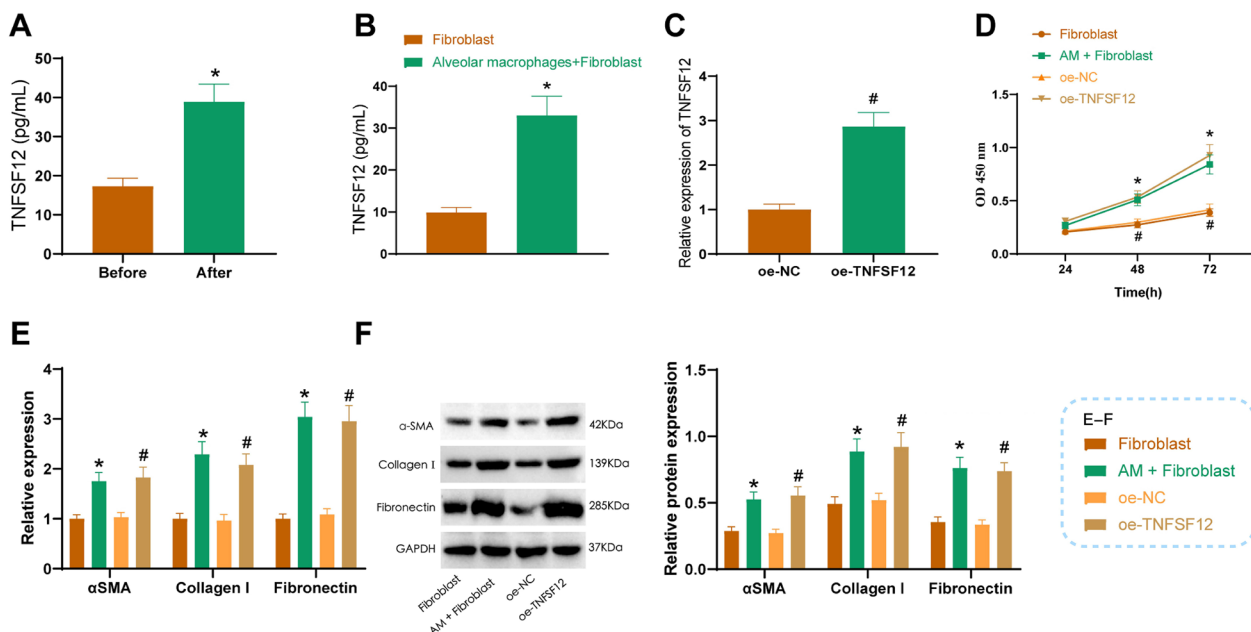 A
TNFSF12 (pg/mL)
50
40
30
20
10
0
*
Before
After
B
Fibroblast
Alveolar macrophages+Fibroblast
TNFSF12 (pg/mL)
40
30
20
10
0
*
C
Relative expression of TNFSF12
4
3
2
1
0
#
oe-NC
oe-TNFSF12
D
Fibroblast
AM + Fibroblast
oe-NC
oe-TNFSF12
OD 450 nm
1.5
1.0
0.5
0.0
*
*
#
#
24
48
72
Time(h)
E
Relative expression
4
3
2
1
0
*
#
*
#
*
#
αSMA
Collagen I
Fibronectin
F
α-SMA
42KDa
Collagen I
139KDa
Fibronectin
285KDa
GAPDH
37KDa
Fibroblast
AM + Fibroblast
oe-NC
oe-TNFSF12
Relative protein expression
1.5
1.0
0.5
0.0
*
#
*
#
*
#
αSMA
Collagen I
Fibronectin
E–F
Fibroblast
AM + Fibroblast
oe-NC
oe-TNFSF12